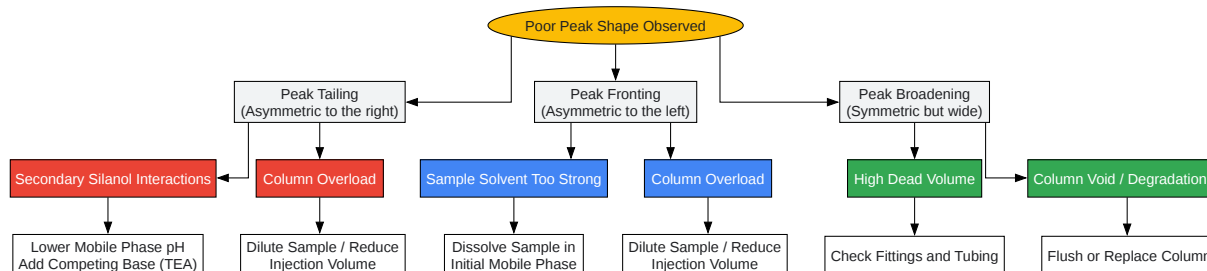 Poor Peak Shape Observed
Peak Tailing
(Asymmetric to the right)
Peak Fronting
(Asymmetric to the left)
Peak Broadening
(Symmetric but wide)
Secondary Silanol Interactions
Column Overload
Sample Solvent Too Strong
Column Overload
High Dead Volume
Column Void / Degradation
Lower Mobile Phase pH
Add Competing Base (TEA)
Dilute Sample / Reduce
Injection Volume
Dissolve Sample in
Initial Mobile Phase
Dilute Sample / Reduce
Injection Volume
Check Fittings and Tubing
Flush or Replace Column